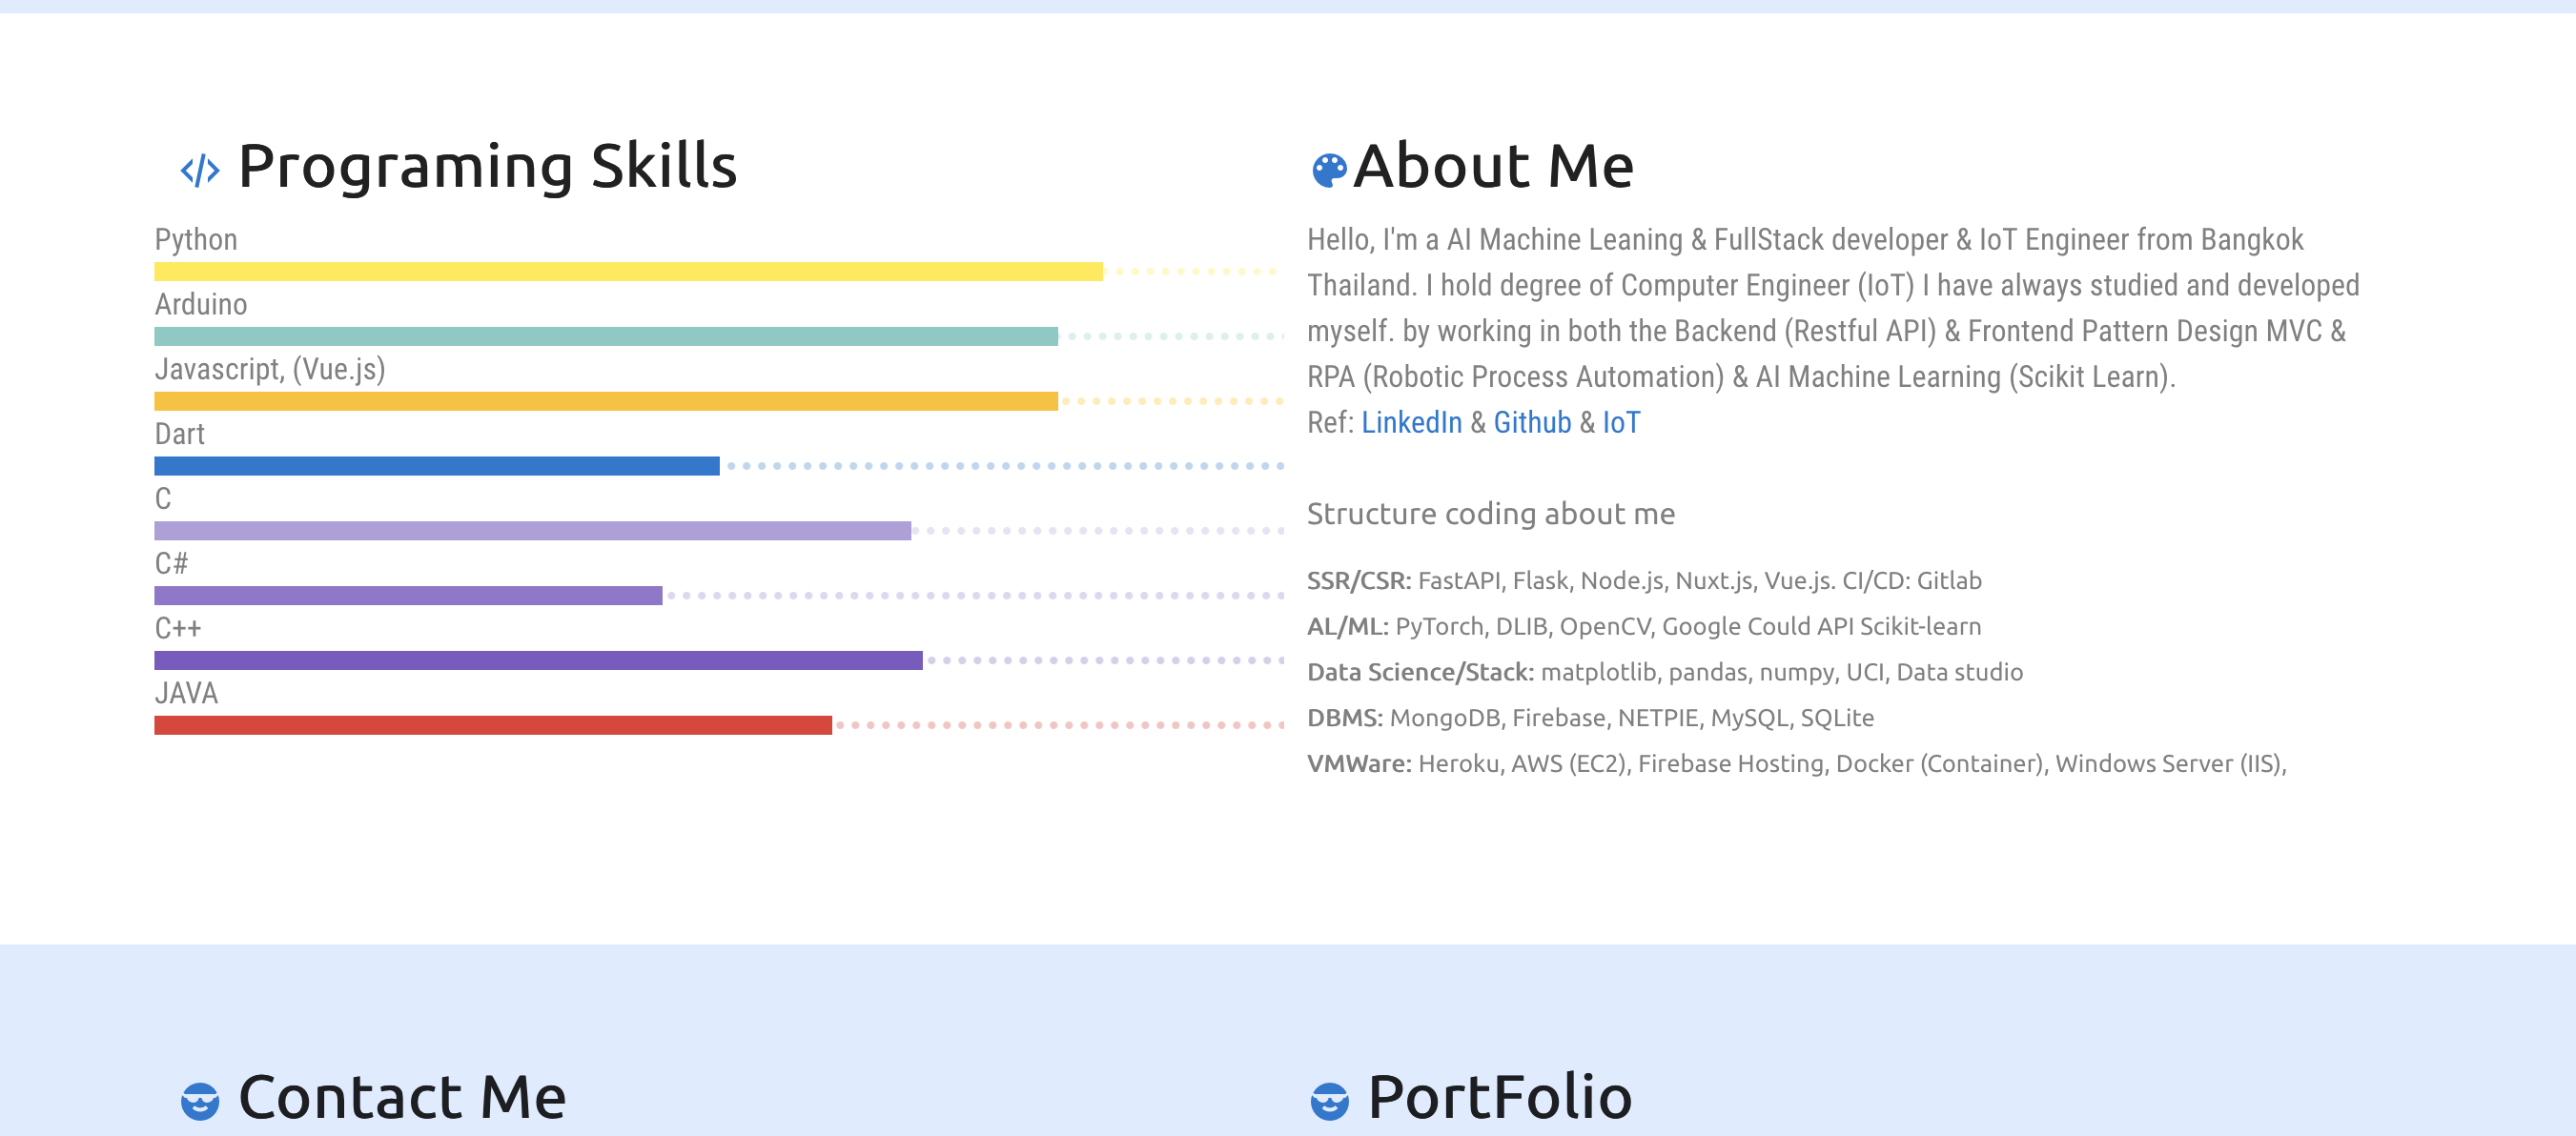 Programing Skills
Python
Arduino
Javascript, (Vue.js)
Dart
C
C#
C++
JAVA
About Me
Hello, I'm a AI Machine Leaning & FullStack developer & IoT Engineer from Bangkok
Thailand. I hold degree of Computer Engineer (IoT) I have always studied and developed
myself. by working in both the Backend (Restful API) & Frontend Pattern Design MVC &
RPA (Robotic Process Automation) & AI Machine Learning (Scikit Learn).
Ref: LinkedIn & Github & IoT
Structure coding about me
SSR/CSR: FastAPI, Flask, Node.js, Nuxt.js, Vue.js. CI/CD: Gitlab
AL/ML: PyTorch, DLIB, OpenCV, Google Could API Scikit-learn
Data Science/Stack: matplotlib, pandas, numpy, UCI, Data studio
DBMS: MongoDB, Firebase, NETPIE, MySQL, SQLite
VMWare: Heroku, AWS (EC2), Firebase Hosting, Docker (Container), Windows Server (IIS),
Contact Me
PortFolio